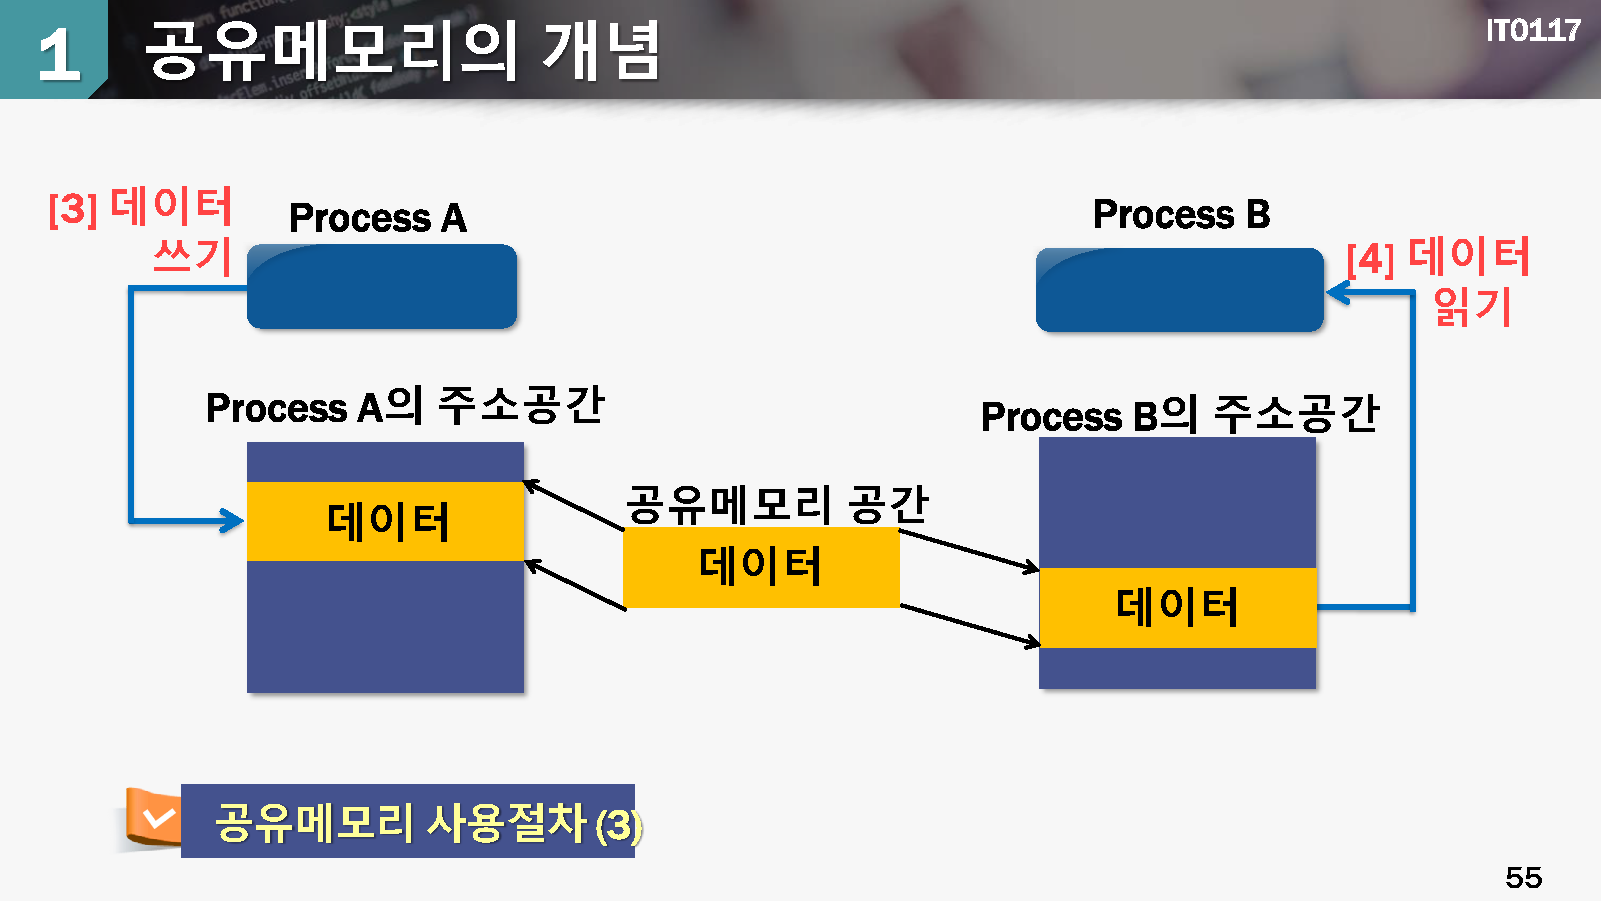 1
공유메모리의 개념
IT0117
[3] 데이터
쓰기
Process A
Process B
[4] 데이터
읽기
Process A의 주소공간
Process B의 주소공간
데이터
공유메모리 공간
데이터
데이터
공유메모리 사용절차 (3)
55